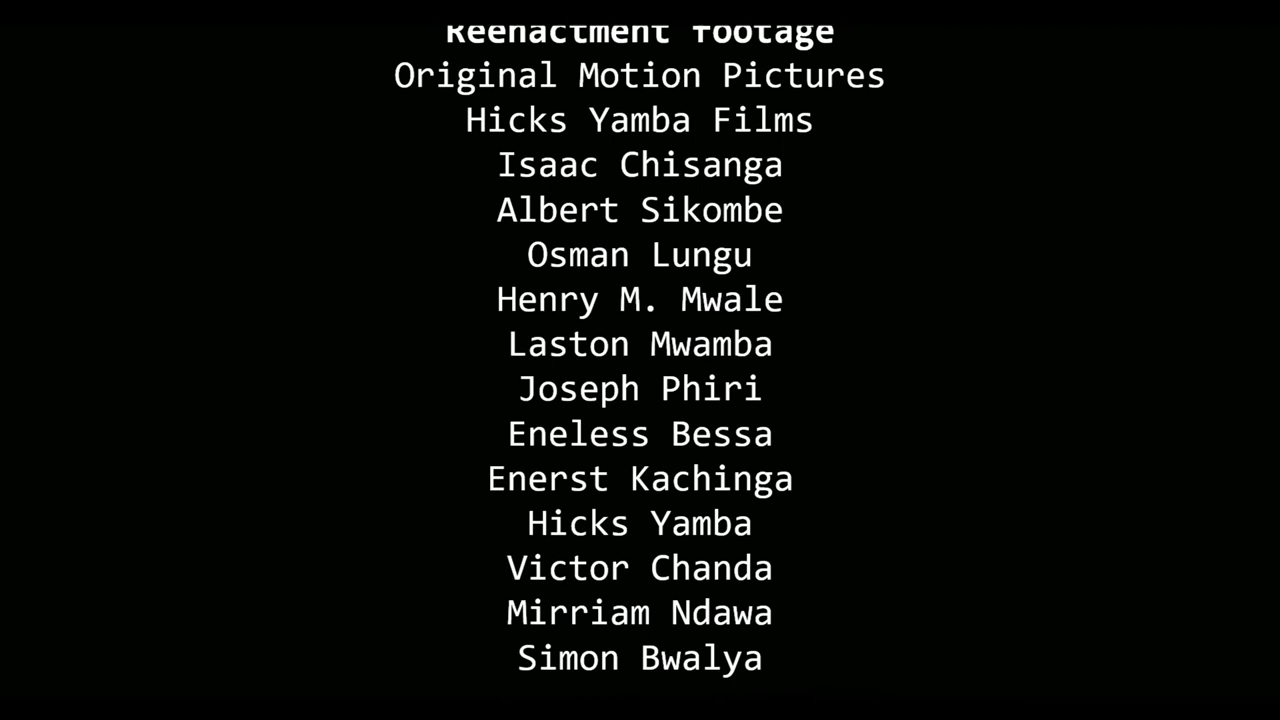 Reenactment footage
Original Motion Pictures
Hicks Yamba Films
Isaac Chisanga
Albert Sikombe
Osman Lungu
Henry M. Mwale
Laston Mwamba
Joseph Phiri
Eneless Bessa
Enerst Kachinga
Hicks Yamba
Victor Chanda
Mirriam Ndawa
Simon Bwalya